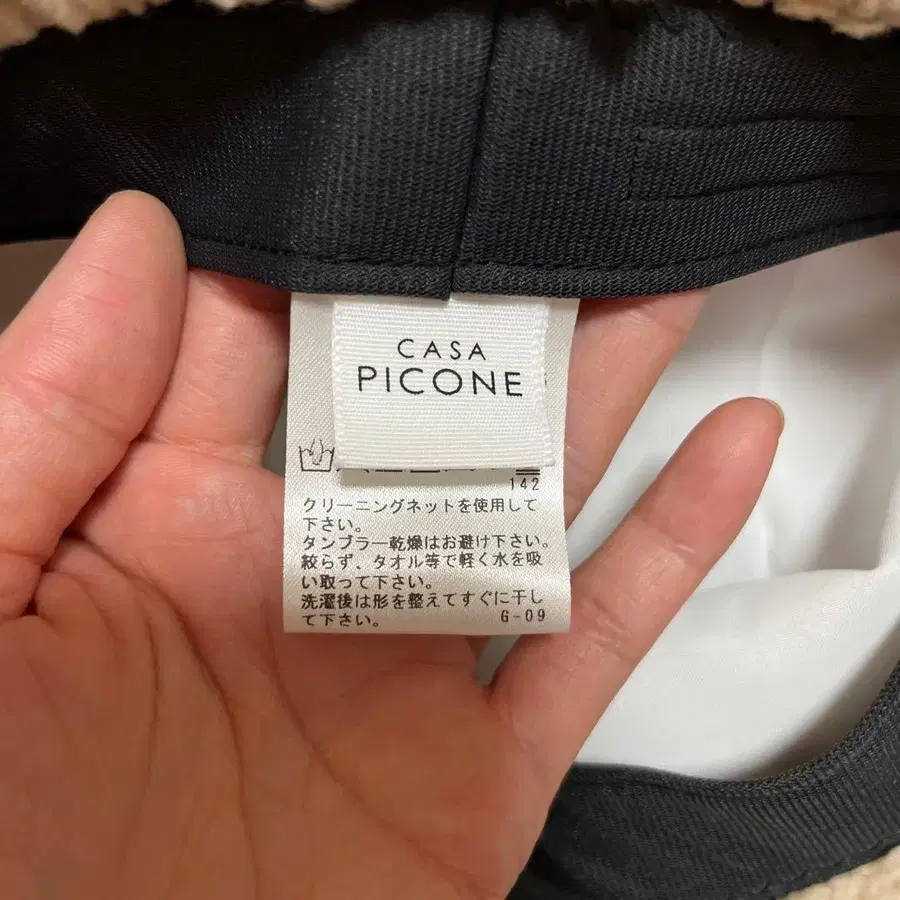 CASA
PICONE
142
クリーニングネットを使用して
下さい。
タンブラー乾燥はお避け下さい。
絞らず、タオル等で軽く水を吸
い取って下さい。
洗濯後は形を整えてすぐに干し
て下さい。
G-09